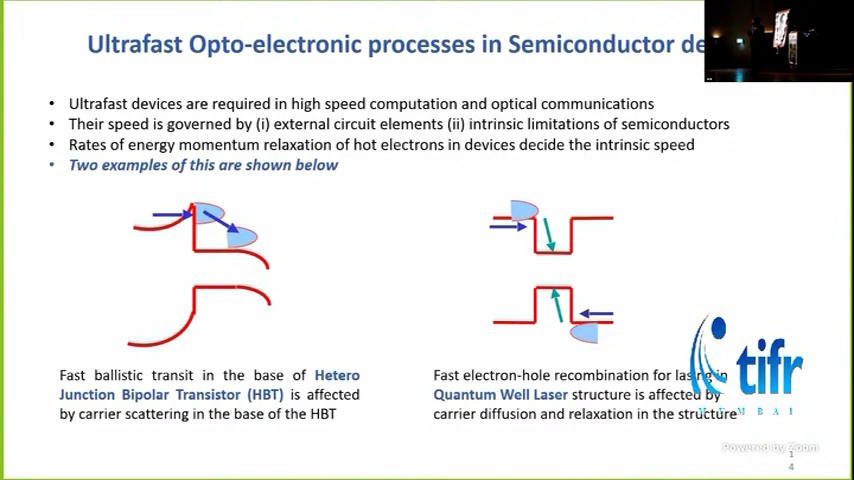 Ultrafast Opto-electronic processes in Semiconductor de
• Ultrafast devices are required in high speed computation and optical communications
• Their speed is governed by (i) external circuit elements (ii) intrinsic limitations of semiconductors
• Rates of energy momentum relaxation of hot electrons in devices decide the intrinsic speed
• Two examples of this are shown below
Fast ballistic transit in the base of Hetero
Junction Bipolar Transistor (HBT) is affected
by carrier scattering in the base of the HBT
Fast electron-hole recombination for lasing in
Quantum Well Laser structure is affected by
carrier diffusion and relaxation in the structure
tifr
MUMBAI
Powered by Zoom
1
4